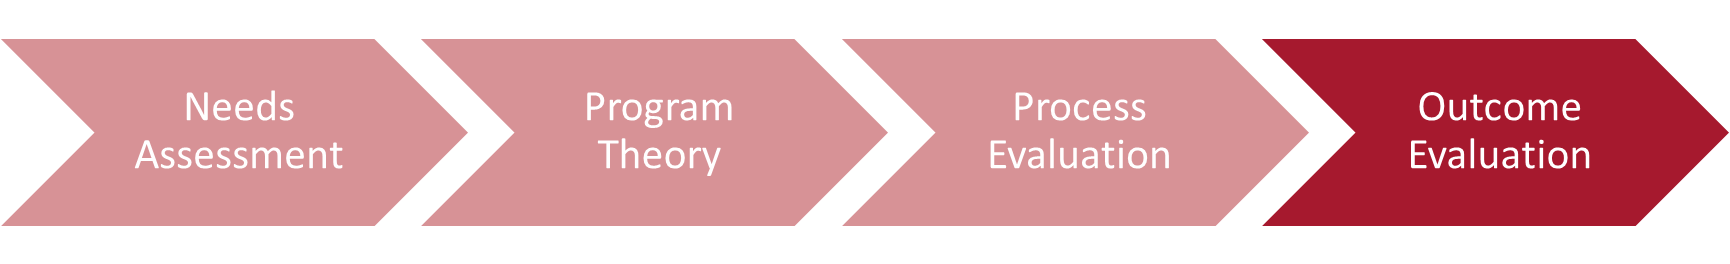 Needs
Assessment
Program
Theory
Process
Evaluation
Outcome
Evaluation